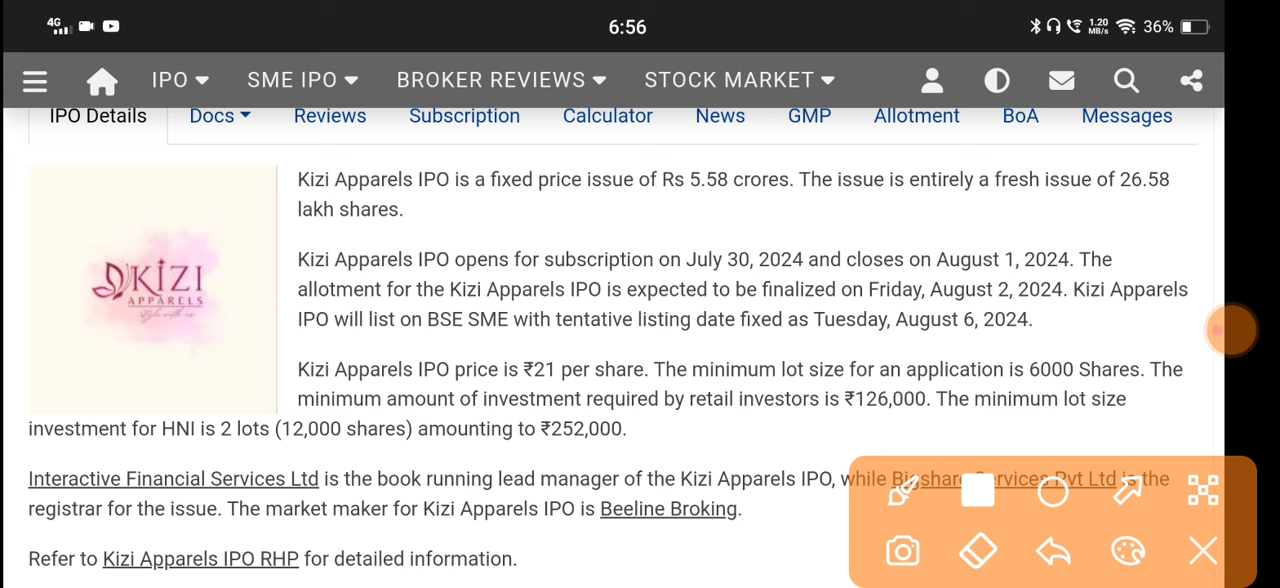 4G 6:56 1.20 MB/s 36%
IPO SME IPO BROKER REVIEWS STOCK MARKET
IPO Details Docs Reviews Subscription Calculator News GMP Allotment BoA Messages
Kizi Apparels IPO is a fixed price issue of Rs 5.58 crores. The issue is entirely a fresh issue of 26.58
lakh shares.
KIZI
APPARELS
style with us
Kizi Apparels IPO opens for subscription on July 30, 2024 and closes on August 1, 2024. The
allotment for the Kizi Apparels IPO is expected to be finalized on Friday, August 2, 2024. Kizi Apparels
IPO will list on BSE SME with tentative listing date fixed as Tuesday, August 6, 2024.
Kizi Apparels IPO price is ₹21 per share. The minimum lot size for an application is 6000 Shares. The
minimum amount of investment required by retail investors is ₹126,000. The minimum lot size
investment for HNI is 2 lots (12,000 shares) amounting to ₹252,000.
Interactive Financial Services Ltd is the book running lead manager of the Kizi Apparels IPO, while Bigshare Services Pvt Ltd is the
registrar for the issue. The market maker for Kizi Apparels IPO is Beeline Broking.
Refer to Kizi Apparels IPO RHP for detailed information.